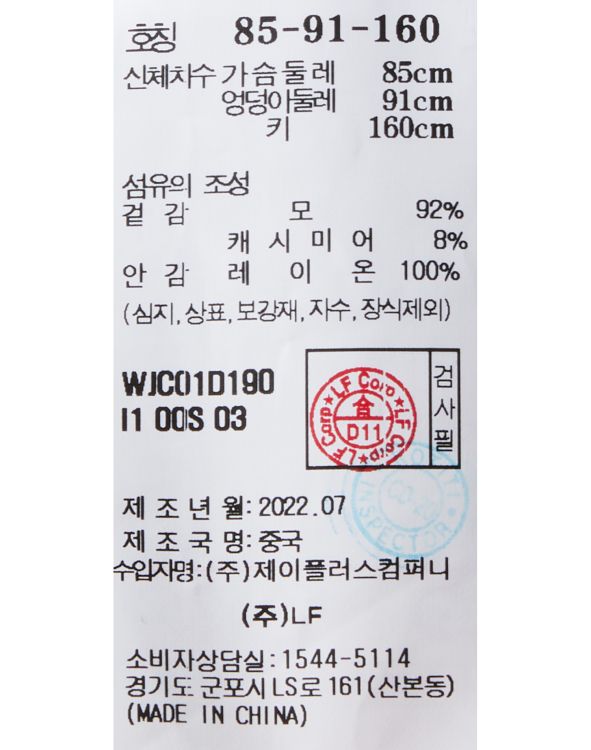 호칭 85-91-160
신체치수 가슴둘레 85cm
엉덩이둘레 91cm
키 160cm
섬유의 조성
겉감 모 92%
캐시미어 8%
안감 레이온 100%
(심지,상표,보강재,자수,장식제외)
WJC01D190
I1 00S 03
LF Corp★LF Corp★LF Corp★
合
D11
검사필
INSPECTOR
제조년월:2022.07
제조국명:중국
수입자명:(주)제이플러스컴퍼니
(주)LF
소비자상담실:1544-5114
경기도 군포시LS로 161(산본동)
(MADE IN CHINA)